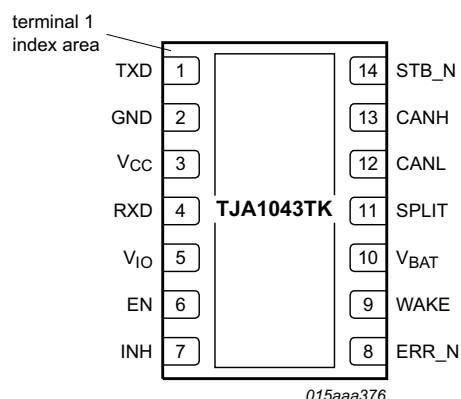 terminal 1
index area
TXD 1 14 STB_N
GND 2 13 CANH
VCC 3 12 CANL
RXD 4 TJA1043TK 11 SPLIT
VIO 5 10 VBAT
EN 6 9 WAKE
INH 7 8 ERR_N
015aaa376